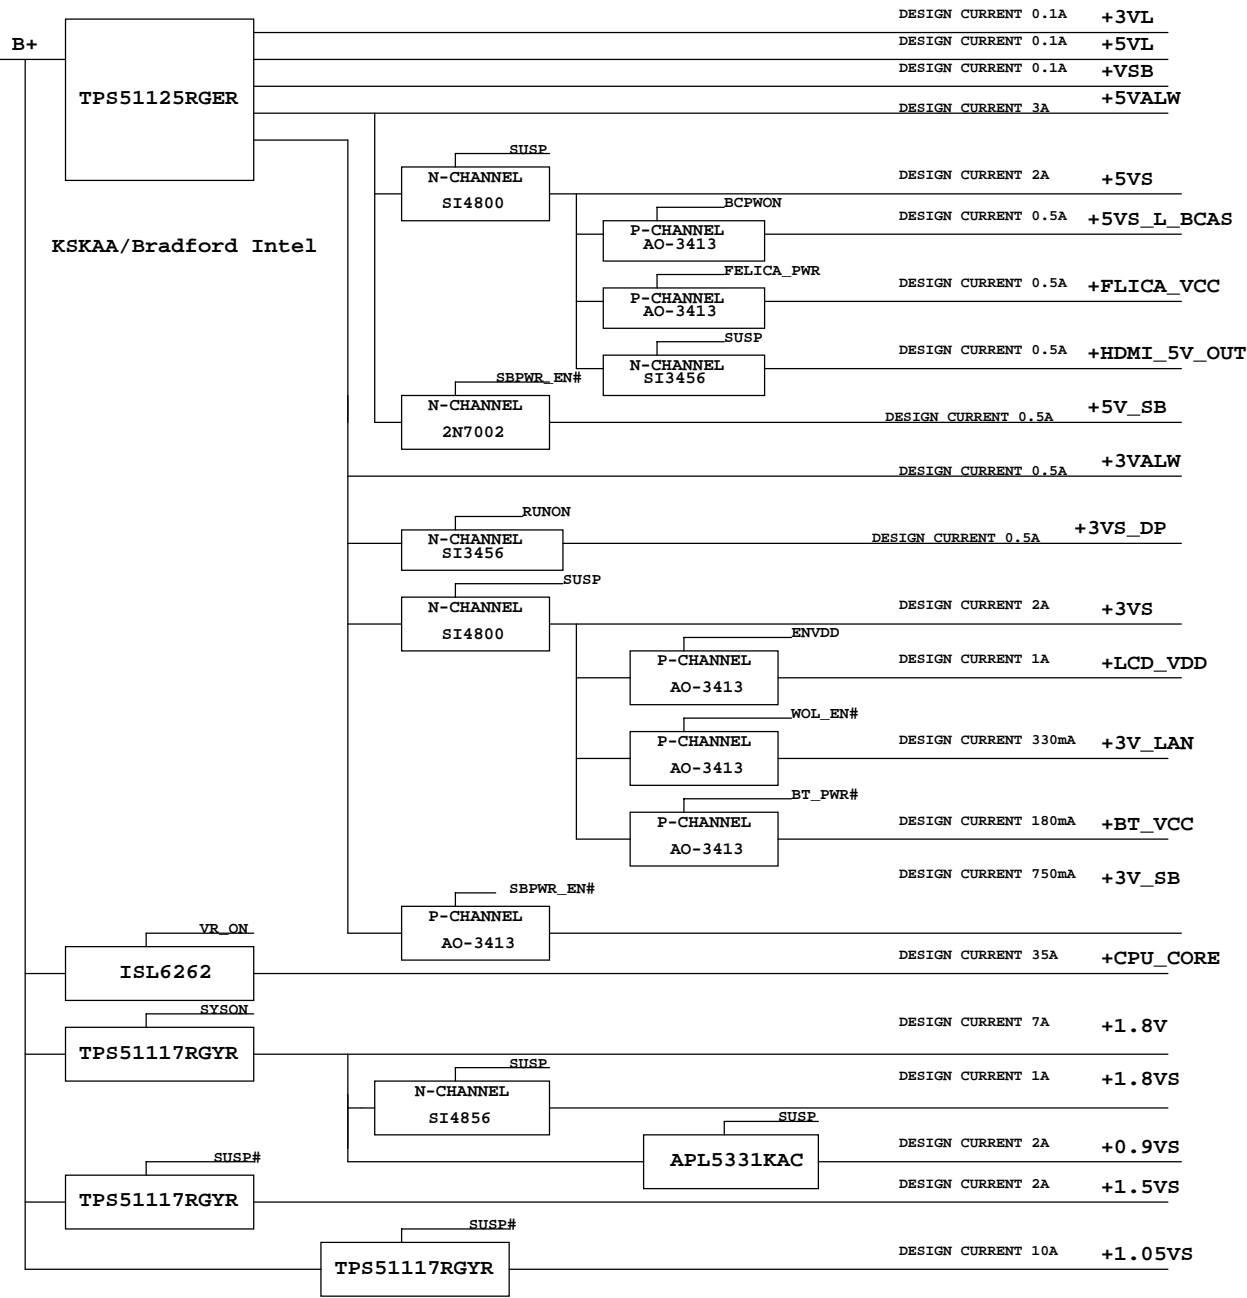 DESIGN CURRENT 0.1A +3VL
B+
DESIGN CURRENT 0.1A +5VL
DESIGN CURRENT 0.1A +VSB
TPS51125RGER
DESIGN CURRENT 3A +5VALW
SUSP
N-CHANNEL
SI4800
DESIGN CURRENT 2A +5VS
BCPWON
P-CHANNEL
AO-3413
DESIGN CURRENT 0.5A +5VS_L_BCAS
KSKAA/Bradford Intel
FELICA_PWR
P-CHANNEL
AO-3413
DESIGN CURRENT 0.5A +FLICA_VCC
SUSP
N-CHANNEL
SI3456
DESIGN CURRENT 0.5A +HDMI_5V_OUT
SBPWR_EN#
N-CHANNEL
2N7002
DESIGN CURRENT 0.5A +5V_SB
DESIGN CURRENT 0.5A +3VALW
RUNON
N-CHANNEL
SI3456
DESIGN CURRENT 0.5A +3VS_DP
SUSP
N-CHANNEL
SI4800
DESIGN CURRENT 2A +3VS
ENVDD
P-CHANNEL
AO-3413
DESIGN CURRENT 1A +LCD_VDD
WOL_EN#
P-CHANNEL
AO-3413
DESIGN CURRENT 330mA +3V_LAN
BT_PWR#
P-CHANNEL
AO-3413
DESIGN CURRENT 180mA +BT_VCC
DESIGN CURRENT 750mA +3V_SB
SBPWR_EN#
P-CHANNEL
AO-3413
VR_ON
ISL6262
DESIGN CURRENT 35A +CPU_CORE
SYSON
TPS51117RGYR
DESIGN CURRENT 7A +1.8V
SUSP
N-CHANNEL
SI4856
DESIGN CURRENT 1A +1.8VS
SUSP
APL5331KAC
DESIGN CURRENT 2A +0.9VS
SUSP#
TPS51117RGYR
DESIGN CURRENT 2A +1.5VS
SUSP#
TPS51117RGYR
DESIGN CURRENT 10A +1.05VS